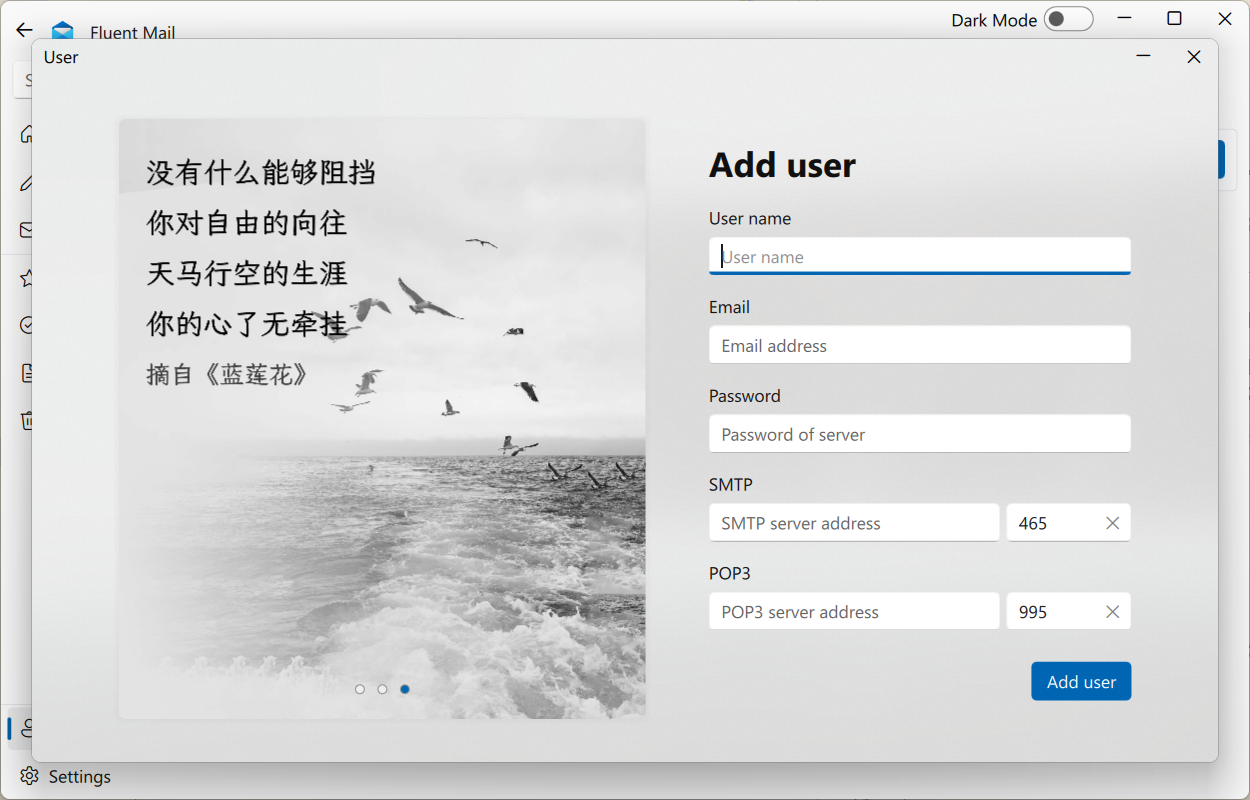 Fluent Mail
Dark Mode
User
没有什么能够阻挡
你对自由的向往
天马行空的生涯
你的心了无牵挂
摘自《蓝莲花》
Add user
User name
User name
Email
Email address
Password
Password of server
SMTP
SMTP server address
465
POP3
POP3 server address
995
Add user
Settings